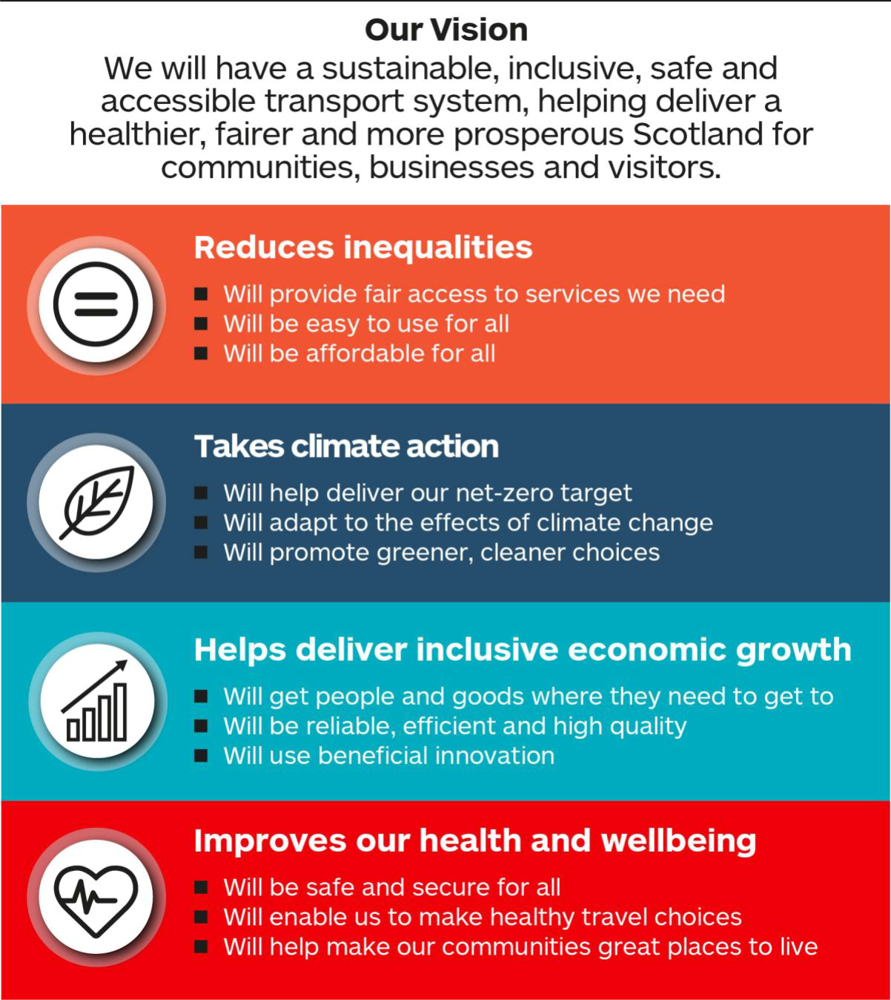 Our Vision
We will have a sustainable, inclusive, safe and
accessible transport system, helping deliver a
healthier, fairer and more prosperous Scotland for
communities, businesses and visitors.
Reduces inequalities
Will provide fair access to services we need
Will be easy to use for all
Will be affordable for all
Takes climate action
Will help deliver our net-zero target
Will adapt to the effects of climate change
Will promote greener, cleaner choices
Helps deliver inclusive economic growth
Will get people and goods where they need to get to
Will be reliable, efficient and high quality
Will use beneficial innovation
Improves our health and wellbeing
Will be safe and secure for all
Will enable us to make healthy travel choices
Will help make our communities great places to live